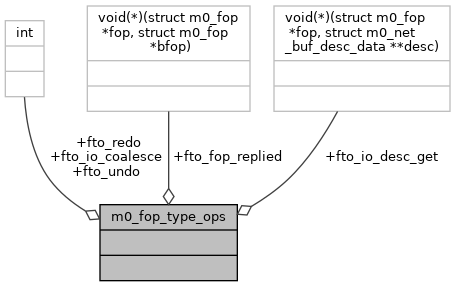 int
void(*)(struct m0_fop
*fop, struct m0_fop
*bfop)
void(*)(struct m0_fop
*fop, struct m0_net
_buf_desc_data **desc)
+fto_redo
+fto_io_coalesce
+fto_undo
+fto_fop_replied
+fto_io_desc_get
m0_fop_type_ops